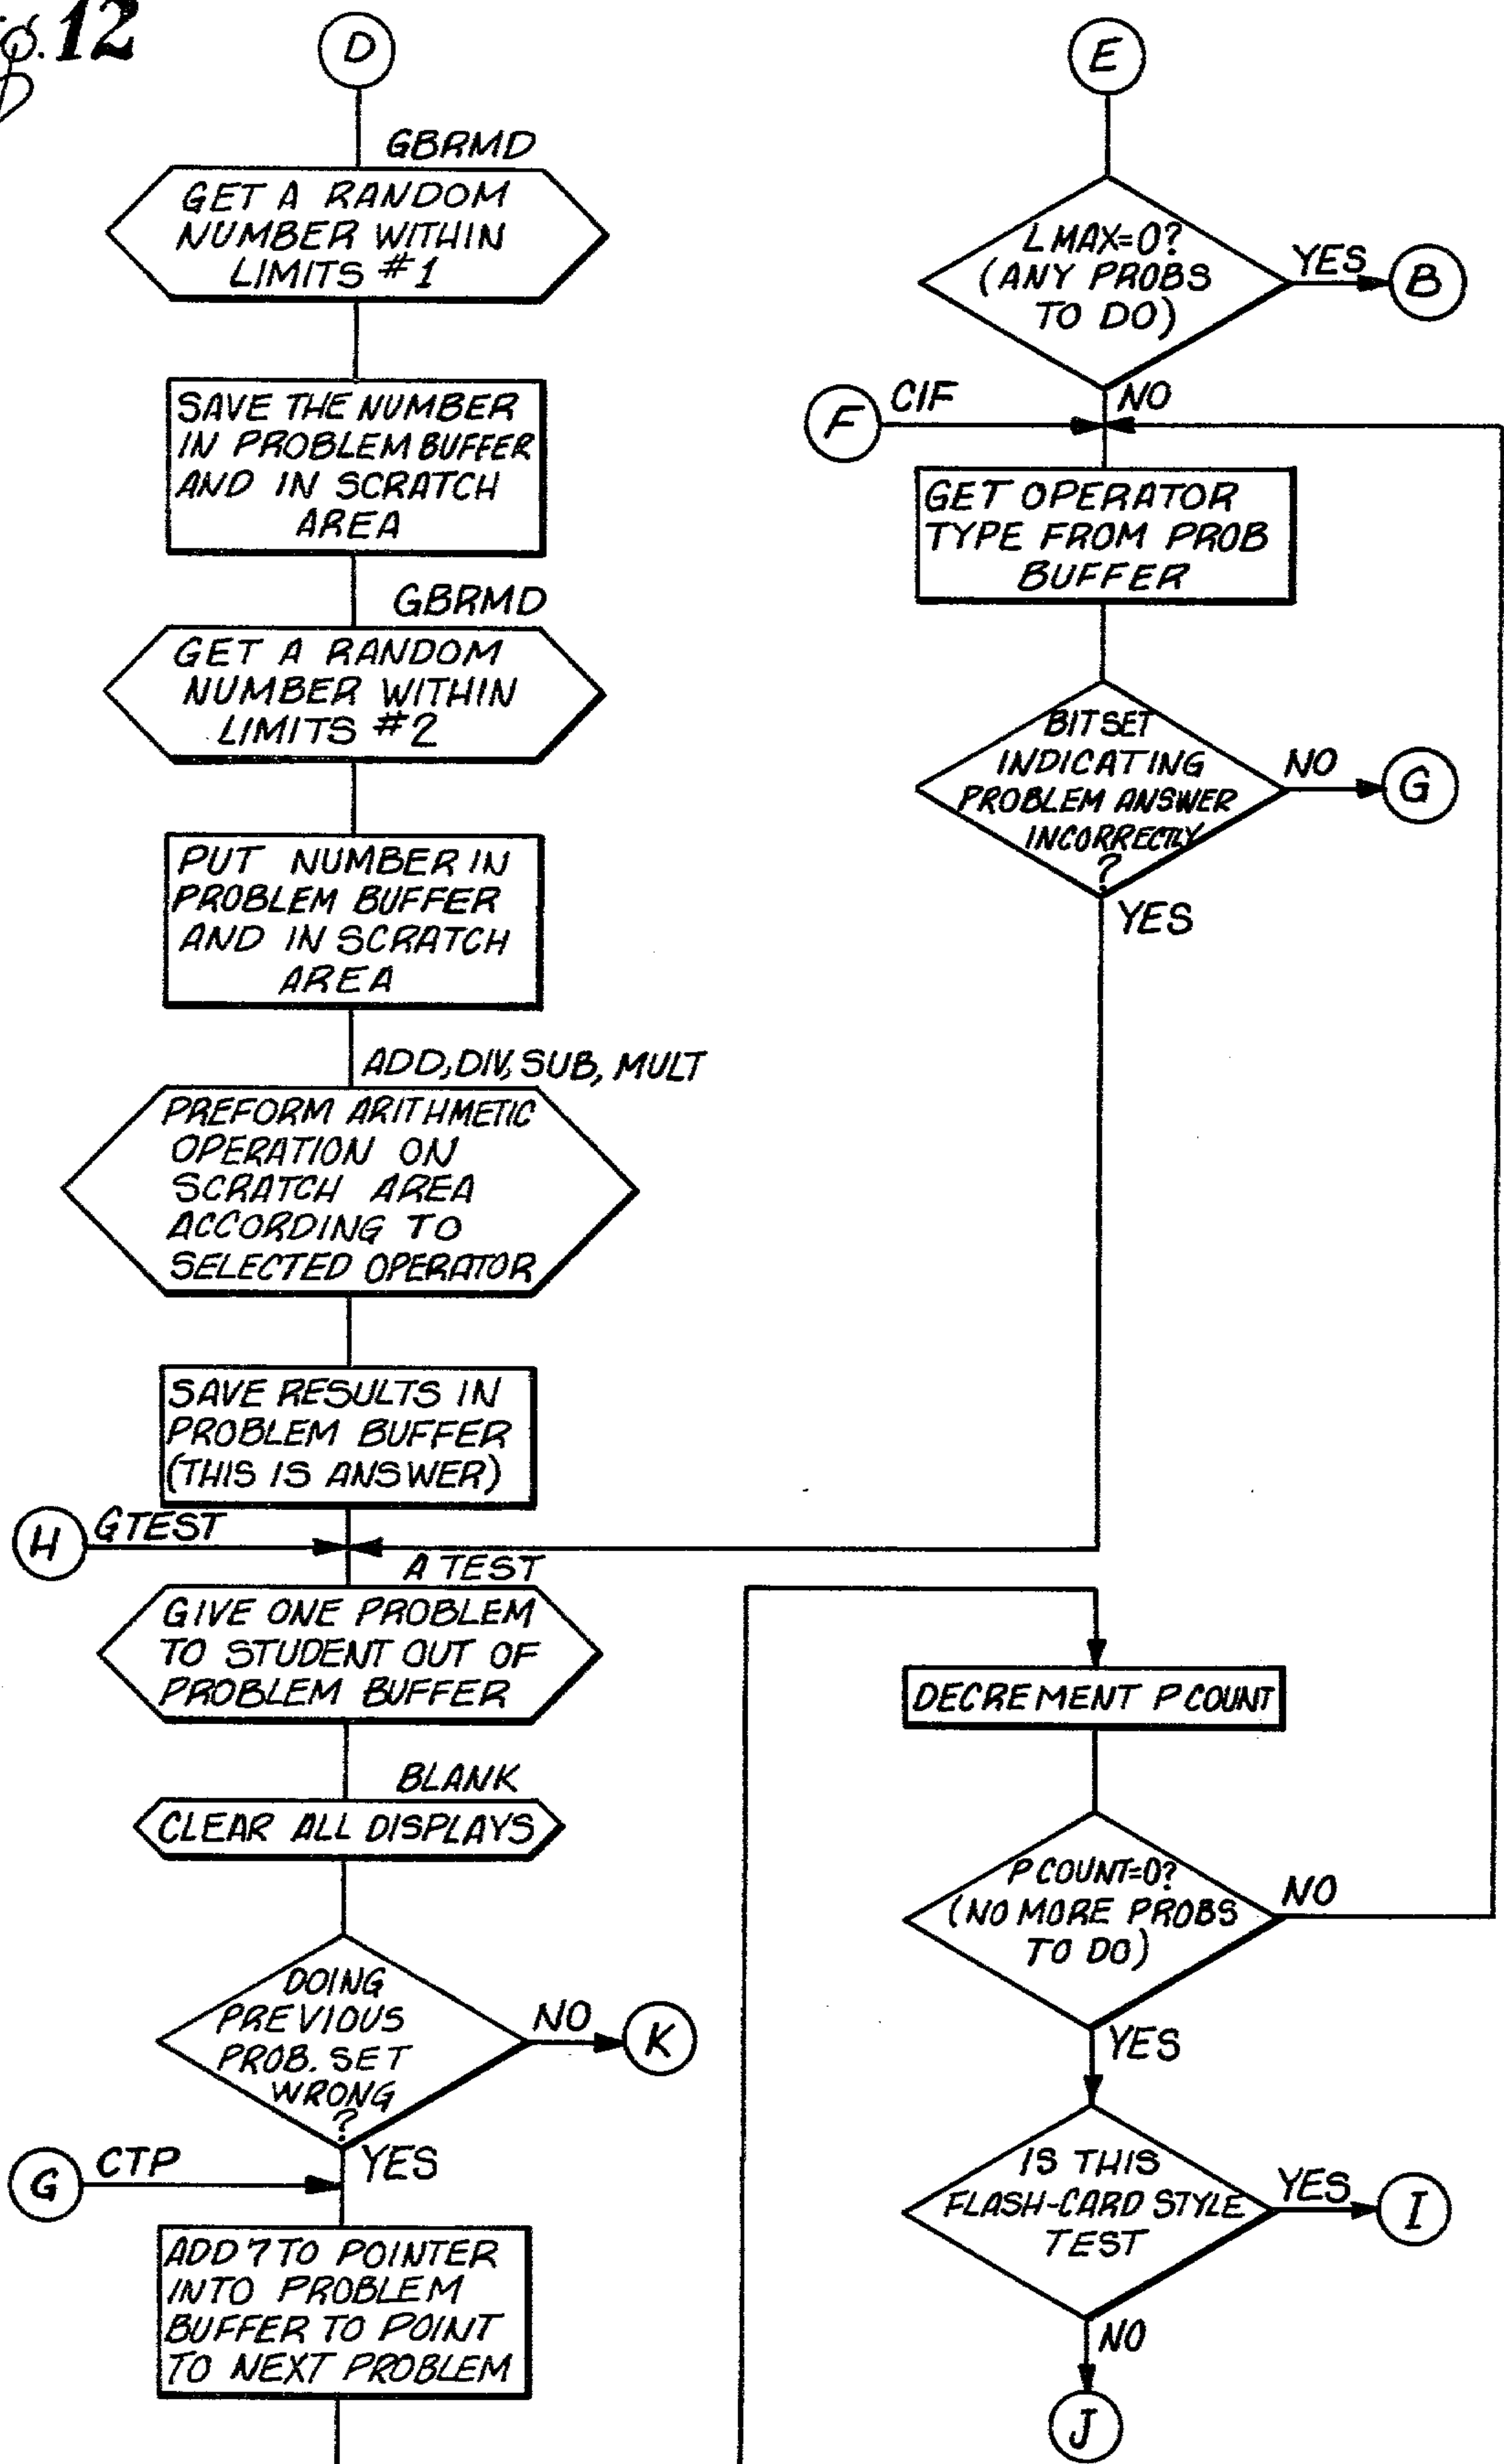 12
D
D
GBRMD
GET A RANDOM
NUMBER WITHIN
LIMITS #1
SAVE THE NUMBER
IN PROBLEM BUFFER
AND IN SCRATCH
AREA
GBRMD
GET A RANDOM
NUMBER WITHIN
LIMITS #2
PUT NUMBER IN
PROBLEM BUFFER
AND IN SCRATCH
AREA
ADD, DIV, SUB, MULT
PREFORM ARITHMETIC
OPERATION ON
SCRATCH AREA
ACCORDING TO
SELECTED OPERATOR
SAVE RESULTS IN
PROBLEM BUFFER
(THIS IS ANSWER)
H GTEST
A TEST
GIVE ONE PROBLEM
TO STUDENT OUT OF
PROBLEM BUFFER
BLANK
CLEAR ALL DISPLAYS
DOING
PREVIOUS
PROB. SET
WRONG
?
NO
K
YES
G CTP
ADD 7 TO POINTER
INTO PROBLEM
BUFFER TO POINT
TO NEXT PROBLEM
E
L MAX=0?
(ANY PROBS
TO DO)
YES
B
NO
F CIF
GET OPERATOR
TYPE FROM PROB
BUFFER
BIT SET
INDICATING
PROBLEM ANSWER
INCORRECTLY
?
NO
G
YES
DECREMENT P COUNT
P COUNT=0?
(NO MORE PROBS
TO DO)
NO
YES
IS THIS
FLASH-CARD STYLE
TEST
YES
I
NO
J